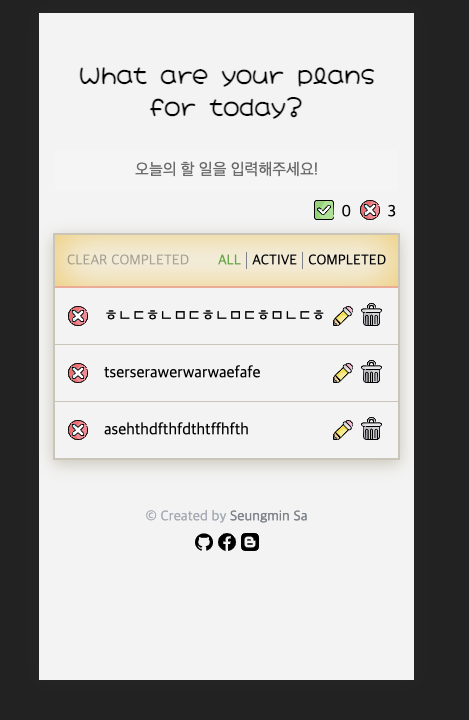 What are your plans
for today?
오늘의 할 일을 입력해주세요!
0 3
CLEAR COMPLETED ALL ACTIVE COMPLETED
ㅎㄴㄷㅎㄴㅁㄷㅎㄴㅁㄷㅎㅁㄴㄷㅎ
tserserawerwarwaefafe
asehthdfthfdthtffhfth
© Created by Seungmin Sa